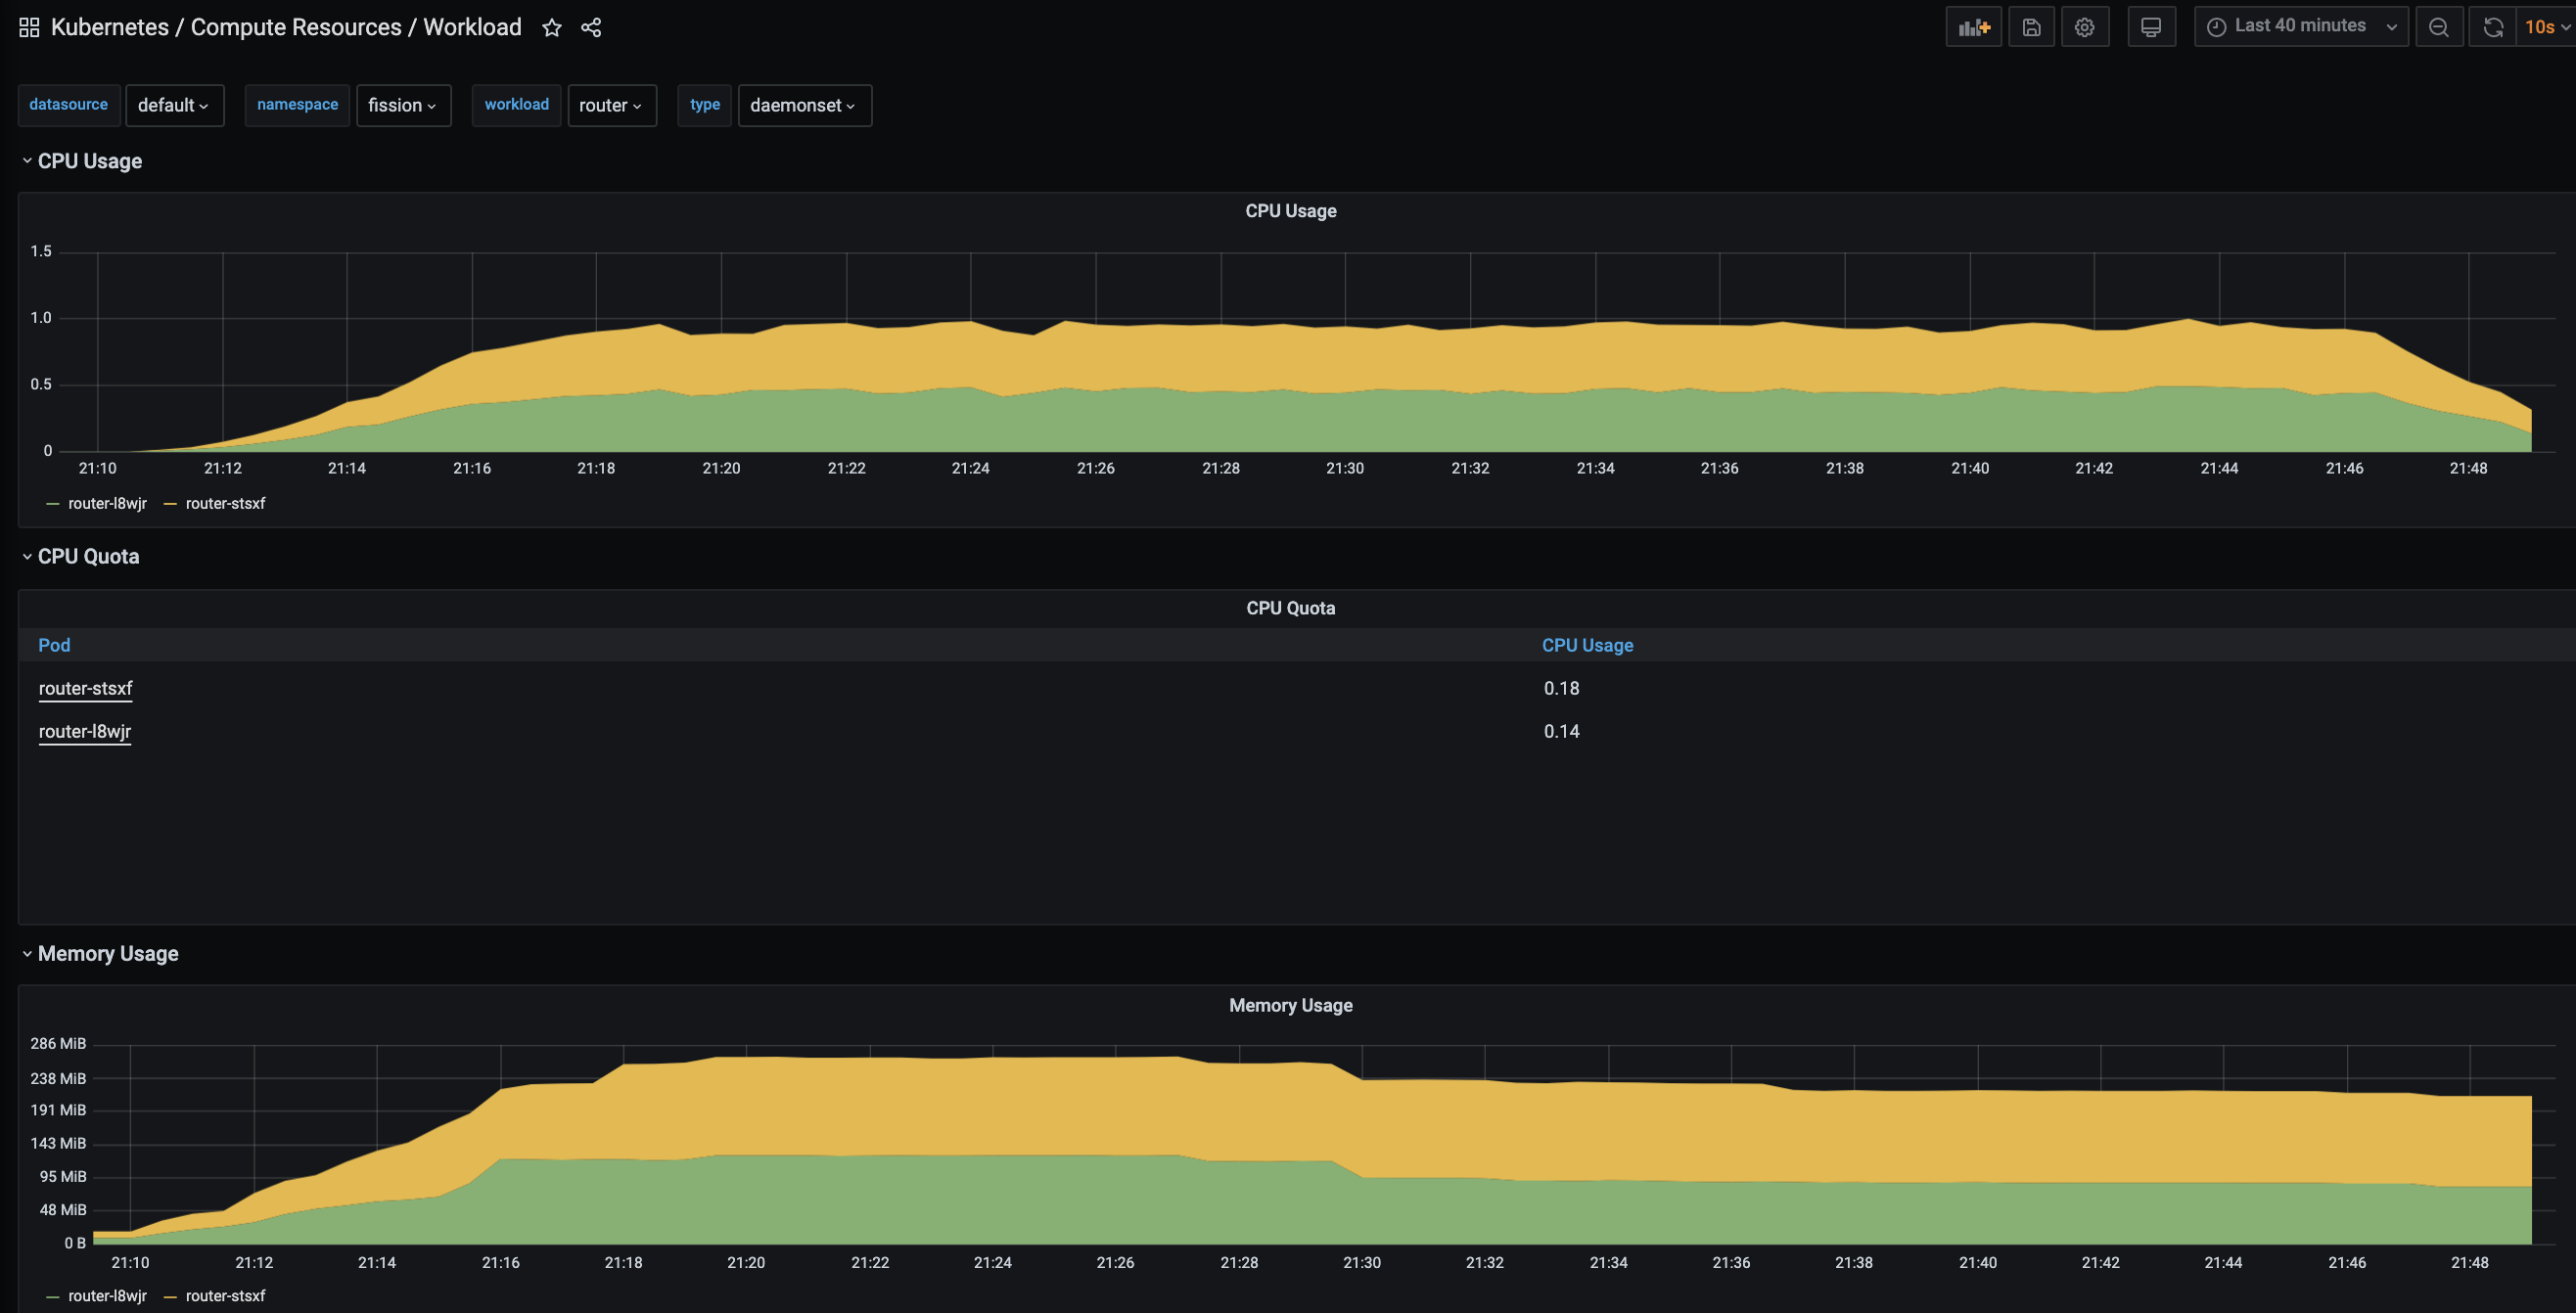 Kubernetes / Compute Resources / Workload
Last 40 minutes
10s
datasource default namespace fission workload router type daemonset
CPU Usage
CPU Usage
1.5
1.0
0.5
0
21:10 21:12 21:14 21:16 21:18 21:20 21:22 21:24 21:26 21:28 21:30 21:32 21:34 21:36 21:38 21:40 21:42 21:44 21:46 21:48
router-l8wjr router-stsxf
CPU Quota
CPU Quota
Pod CPU Usage
router-stsxf 0.18
router-l8wjr 0.14
Memory Usage
Memory Usage
286 MiB
238 MiB
191 MiB
143 MiB
95 MiB
48 MiB
0 B
21:10 21:12 21:14 21:16 21:18 21:20 21:22 21:24 21:26 21:28 21:30 21:32 21:34 21:36 21:38 21:40 21:42 21:44 21:46 21:48
router-l8wjr router-stsxf